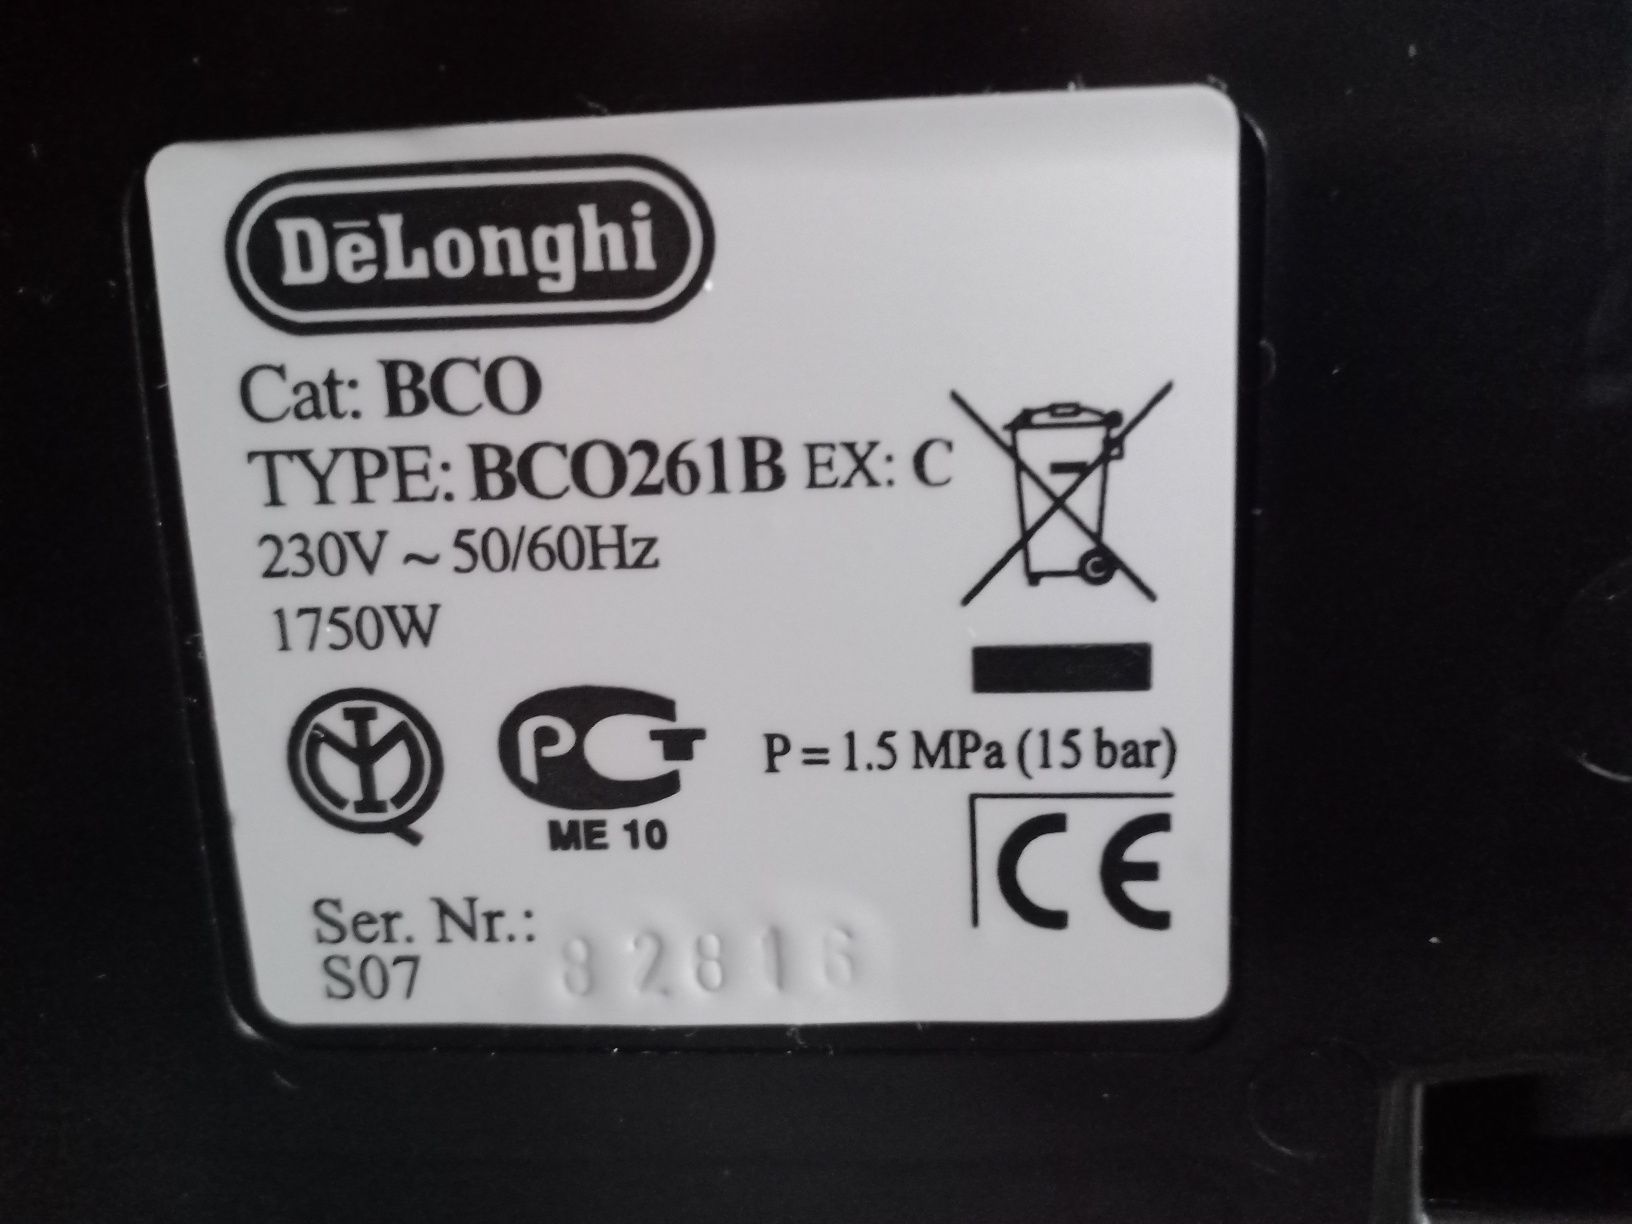 DēLonghi
Cat: BCO
TYPE: BCO261B EX: C
230V ~ 50/60Hz
1750W
P = 1.5 MPa (15 bar)
ME 10
CE
Ser. Nr.: 82816
S07